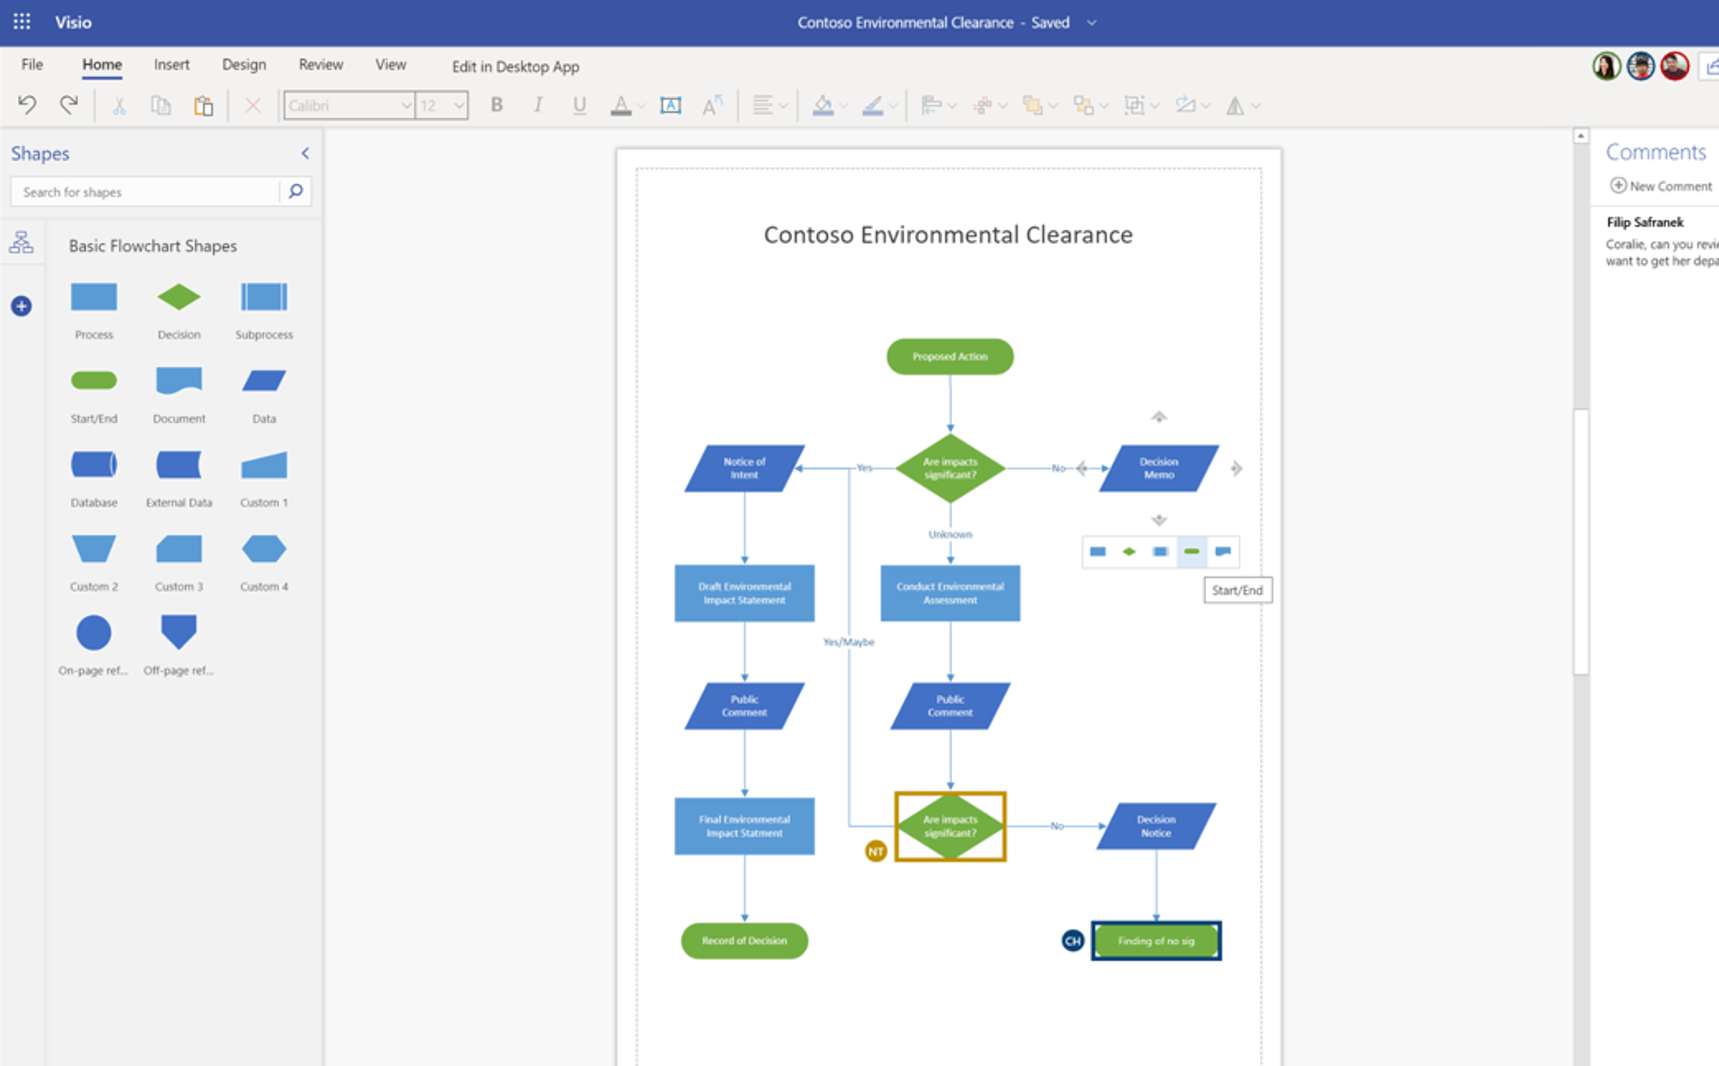 Visio
Contoso Environmental Clearance - Saved
File Home Insert Design Review View Edit in Desktop App
Calibri 12 B I U A A A
Shapes
Search for shapes
Basic Flowchart Shapes
Process Decision Subprocess
Start/End Document Data
Database External Data Custom 1
Custom 2 Custom 3 Custom 4
On-page ref... Off-page ref...
Contoso Environmental Clearance
Proposed Action
Notice of
Intent
Yes
Are impacts
significant?
No
Decision
Memo
Unknown
Start/End
Draft Environmental
Impact Statement
Conduct Environmental
Assessment
Yes/Maybe
Public
Comment
Public
Comment
Final Environmental
Impact Statment
NT
Are impacts
significant?
No
Decision
Notice
Record of Decision
CH
Finding of no sig
Comments
New Comment
Filip Safranek
Coralie, can you revie
want to get her depa